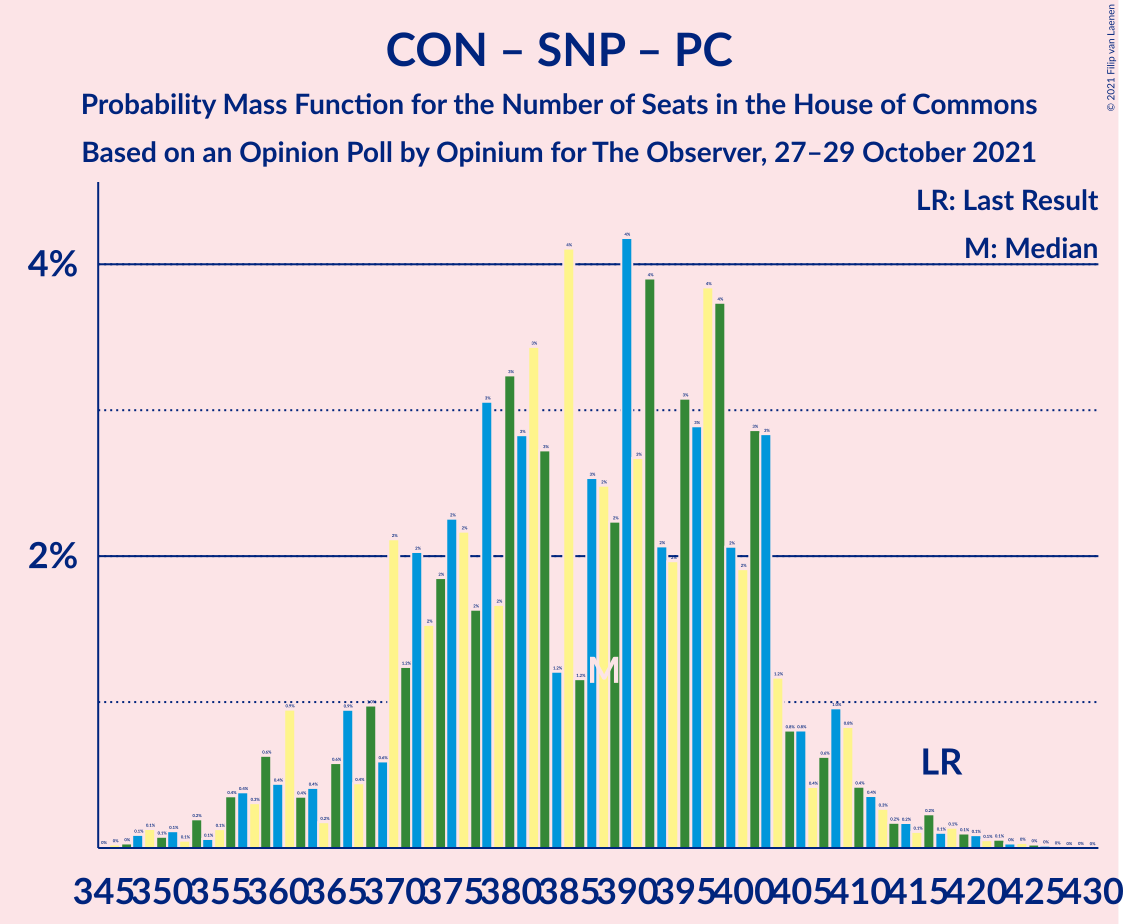 CON – SNP – PC
Probability Mass Function for the Number of Seats in the House of Commons
Based on an Opinion Poll by Opinium for The Observer, 27–29 October 2021
© 2021 Filip van Laenen
LR: Last Result
M: Median
4%
2%
M
LR
345 350 355 360 365 370 375 380 385 390 395 400 405 410 415 420 425 430